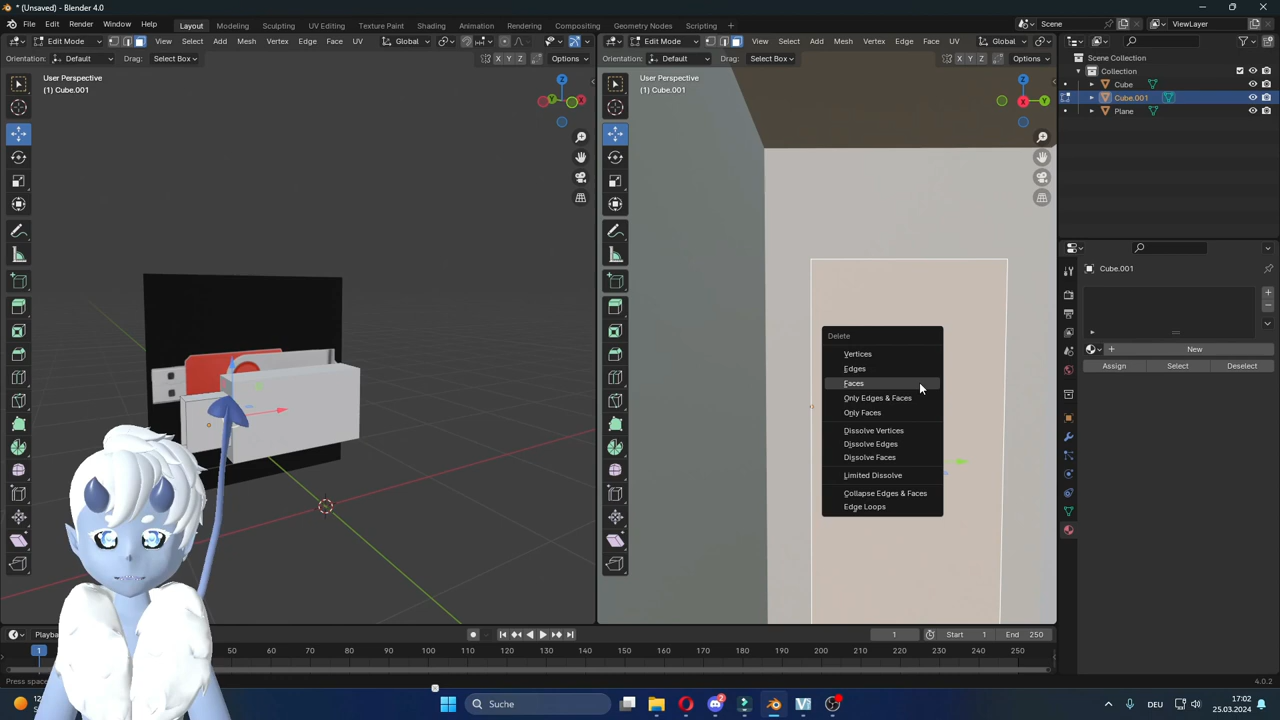 * (Unsaved) - Blender 4.0
File Edit Render Window Help Layout Modeling Sculpting UV Editing Texture Paint Shading Animation Rendering Compositing Geometry Nodes Scripting + Scene ViewLayer
Edit Mode View Select Add Mesh Vertex Edge Face UV Global
Edit Mode View Select Add Mesh Vertex Edge Face UV Global
Orientation: Default Drag: Select Box X Y Z Options
Orientation: Default Drag: Select Box X Y Z Options
User Perspective
(1) Cube.001
User Perspective
(1) Cube.001
Z
Y
X
Z
X
Y
Delete
Vertices
Edges
Faces
Only Edges & Faces
Only Faces
Dissolve Vertices
Dissolve Edges
Dissolve Faces
Limited Dissolve
Collapse Edges & Faces
Edge Loops
Scene Collection
Collection
Cube
Cube.001
Plane
Cube.001
+ New
Assign Select Deselect
Playba
1 Start 1 End 250
1 50 60 70 80 90 100 110 120 130 140 150 160 170 180 190 200 210 220 230 240 250
Press space
4.0.2
12
Suche
2
DEU
17:02
25.03.2024